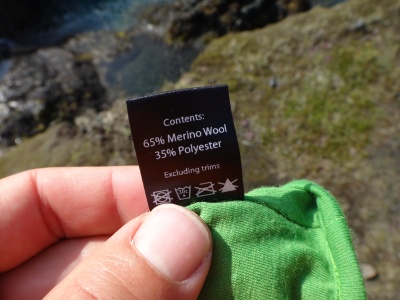 Contents:
65% Merino Wool
35% Polyester
Excluding trims